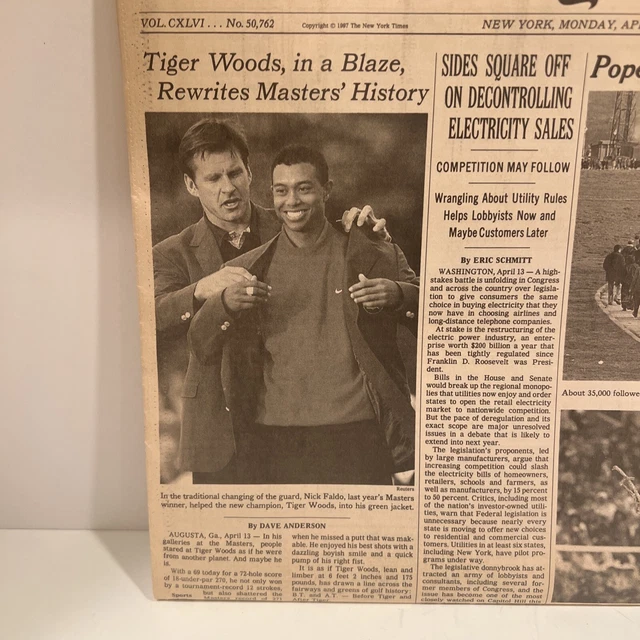 VOL. CXLVI . . . No. 50,762
Copyright © 1997 The New York Times
NEW YORK, MONDAY, AP
Tiger Woods, in a Blaze,
Rewrites Masters' History
Reuters
In the traditional changing of the guard, Nick Faldo, last year's Masters
winner, helped the new champion, Tiger Woods, into his green jacket.
By DAVE ANDERSON
AUGUSTA, Ga., April 13 — In his
galleries at the Masters, people
stared at Tiger Woods as if he were
from another planet. And maybe he
is.
With a 69 today for a 72-hole score
of 18-under-par 270, he not only won
by a tournament-record 12 strokes,
but also shattered the
Sports
when he missed a putt that was mak-
able. He enjoyed his best shots with a
dazzling boyish smile and a quick
pump of his right fist.
It is as if Tiger Woods, lean and
limber at 6 feet 2 inches and 175
pounds, has drawn a line across the
fairways and greens of golf history:
B.T. and A.T. — Before Tiger and
After Tiger.
SIDES SQUARE OFF
ON DECONTROLLING
ELECTRICITY SALES
COMPETITION MAY FOLLOW
Wrangling About Utility Rules
Helps Lobbyists Now and
Maybe Customers Later
By ERIC SCHMITT
WASHINGTON, April 13 — A high-
stakes battle is unfolding in Congress
and across the country over legisla-
tion to give consumers the same
choice in buying electricity that they
now have in choosing airlines and
long-distance telephone companies.
At stake is the restructuring of the
electric power industry, an enter-
prise worth $200 billion a year that
has been tightly regulated since
Franklin D. Roosevelt was Presi-
dent.
Bills in the House and Senate
would break up the regional monopo-
lies that utilities now enjoy and order
states to open the retail electricity
market to nationwide competition.
But the pace of deregulation and its
exact scope are major unresolved
issues in a debate that is likely to
extend into next year.
The legislation's proponents, led
by large manufacturers, argue that
increasing competition could slash
the electricity bills of homeowners,
retailers, schools and farmers, as
well as manufacturers, by 15 percent
to 50 percent. Critics, including most
of the nation's investor-owned utili-
ties, warn that Federal legislation is
unnecessary because nearly every
state is moving to offer new choices
to residential and commercial cus-
tomers. Utilities in at least six states,
including New York, have pilot pro-
grams under way.
The legislative donnybrook has at-
tracted an army of lobbyists and
consultants, including several for-
mer members of Congress, and the
issue has become one of the most
closely watched on Capitol Hill this
Pope
About 35,000 followe